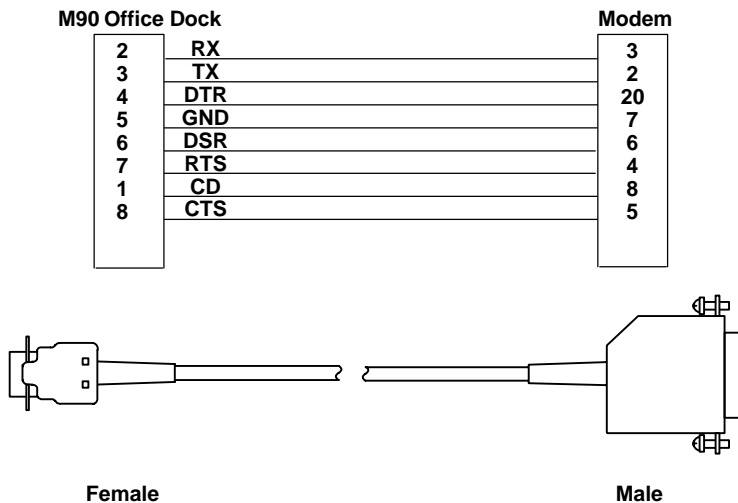 M90 Office Dock Modem
2 RX 3
3 TX 2
4 DTR 20
5 GND 7
6 DSR 6
7 RTS 4
1 CD 8
8 CTS 5
Female Male